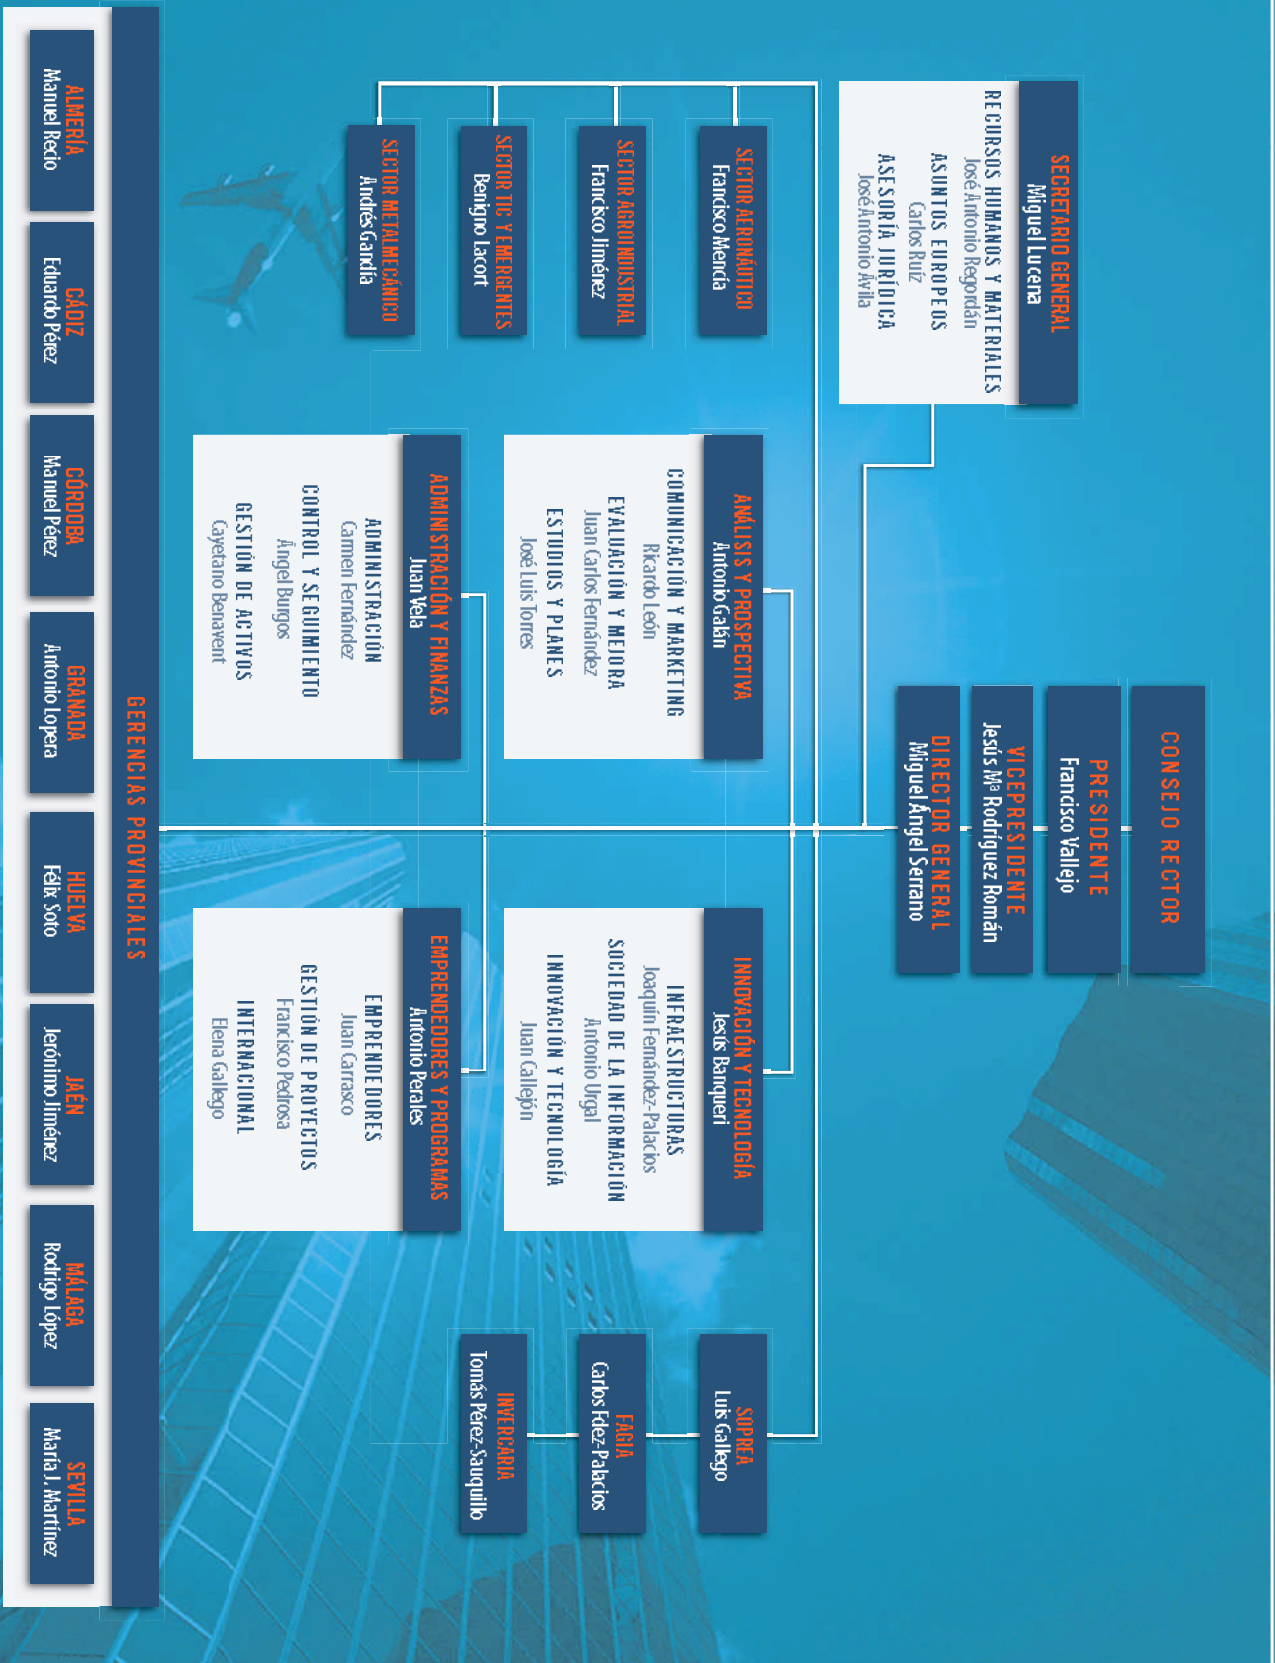 CONSEJO RECTOR
PRESIDENTE
Francisco Vallejo
VICEPRESIDENTE
Jesús Mª Rodríguez Román
DIRECTOR GENERAL
Miguel Ángel Serrano
SECRETARIO GENERAL
Miguel Lucena
RECURSOS HUMANOS Y MATERIALES
José Antonio Regordán
ASUNTOS EUROPEOS
Carlos Ruíz
ASESORÍA JURÍDICA
José Antonio Ávila
SECTOR AERONÁUTICO
Francisco Mencía
SECTOR AGROINDUSTRIAL
Francisco Jiménez
SECTOR TIC Y EMERGENTES
Benigno Lacort
SECTOR METALMECÁNICO
Andrés Gandía
ANÁLISIS Y PROSPECTIVA
Antonio Galán
COMUNICACIÓN Y MARKETING
Ricardo León
EVALUACIÓN Y MEJORA
Juan Carlos Fernández
ESTUDIOS Y PLANES
José Luis Torres
INNOVACIÓN Y TECNOLOGÍA
Jesús Banqueri
INFRAESTRUCTURAS
Joaquín Fernández-Palacios
SOCIEDAD DE LA INFORMACIÓN
Antonio Urgal
INNOVACIÓN Y TECNOLOGÍA
Juan Callejón
SOPREA
Luis Gallego
FAGIA
Carlos Fdez-Palacios
INVERCARIA
Tomás Pérez-Sauquillo
ADMINISTRACIÓN Y FINANZAS
Juan Vela
ADMINISTRACIÓN
Carmen Fernández
CONTROL Y SEGUIMIENTO
Ángel Burgos
GESTIÓN DE ACTIVOS
Cayetano Benavent
EMPRENDEDORES Y PROGRAMAS
Antonio Perales
EMPRENDEDORES
Juan Carrasco
GESTIÓN DE PROYECTOS
Francisco Pedrosa
INTERNACIONAL
Elena Gallego
GERENCIAS PROVINCIALES
ALMERÍA
Manuel Recio
CÁDIZ
Eduardo Pérez
CÓRDOBA
Manuel Pérez
GRANADA
Antonio Lopera
HUELVA
Félix Soto
JAÉN
Jerónimo Jiménez
MÁLAGA
Rodrigo López
SEVILLA
María J. Martínez